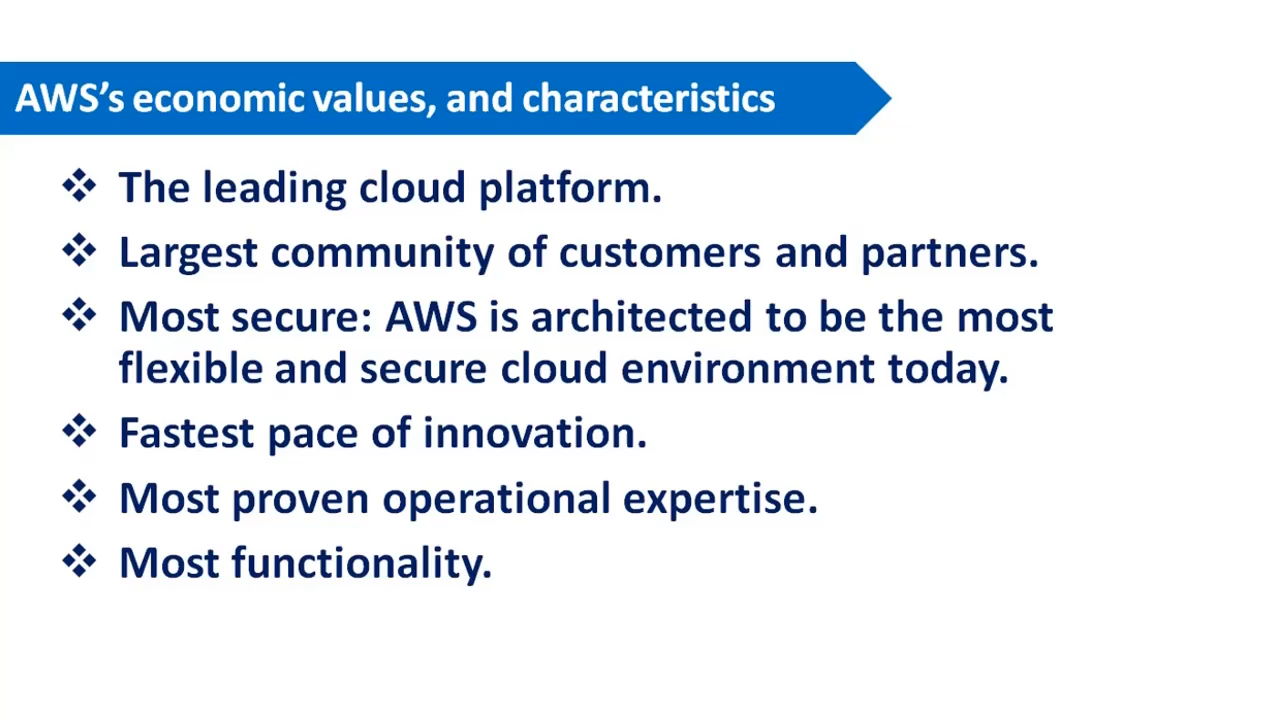 AWS’s economic values, and characteristics
❖ The leading cloud platform.
❖ Largest community of customers and partners.
❖ Most secure: AWS is architected to be the most
flexible and secure cloud environment today.
❖ Fastest pace of innovation.
❖ Most proven operational expertise.
❖ Most functionality.